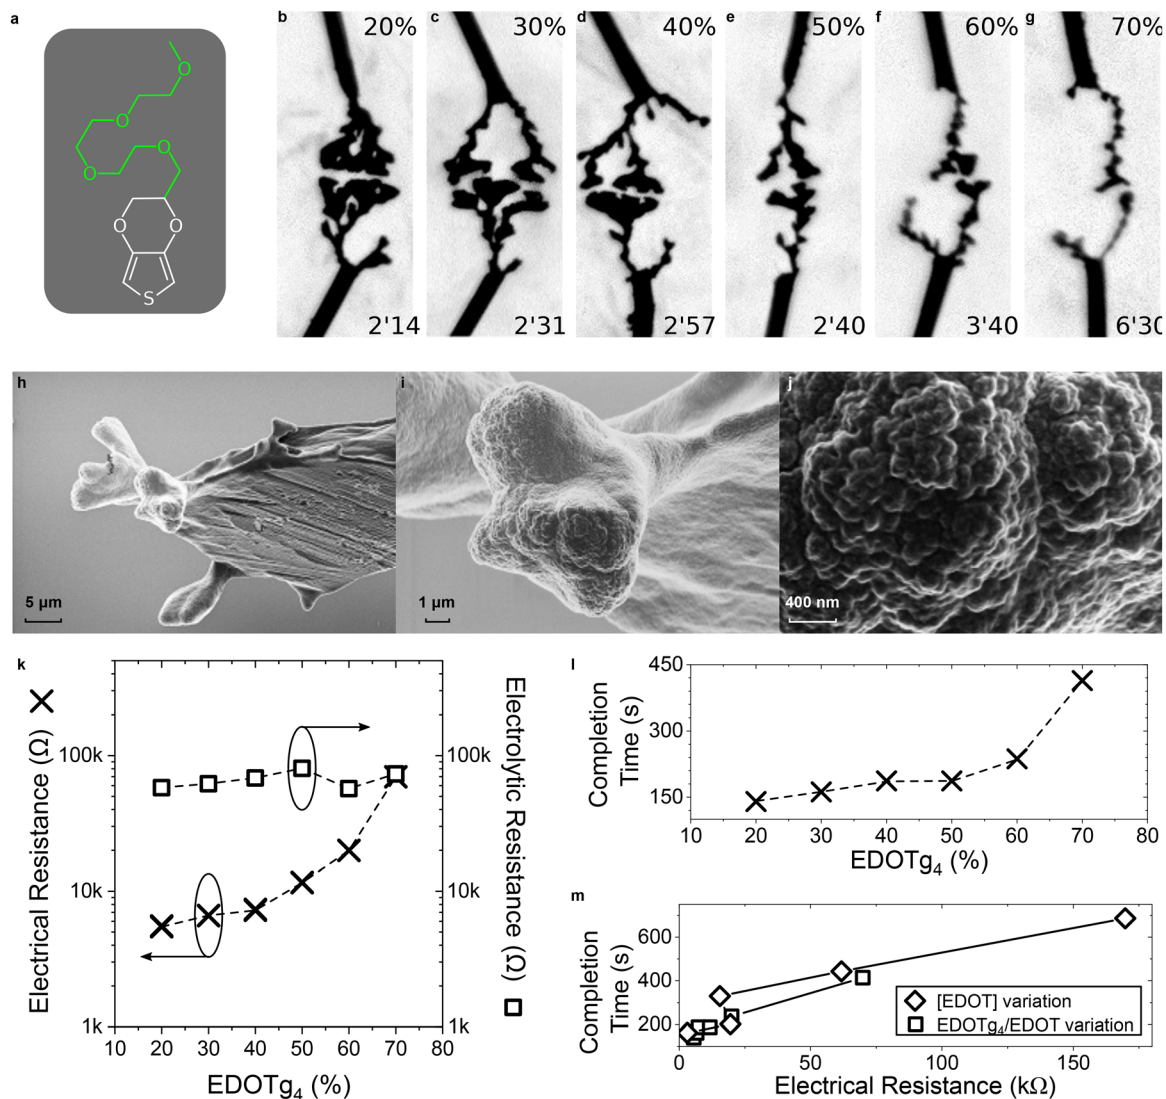 a
O
O
O
O
O
O
S
b
20%
2'14
c
30%
2'31
d
40%
2'57
e
50%
2'40
f
60%
3'40
g
70%
6'30
h
5 µm
i
1 µm
j
400 nm
k
Electrical Resistance (Ω)
100k
10k
1k
100k
10k
1k
Electrolytic Resistance (Ω)
10 20 30 40 50 60 70 80
EDOTg₄ (%)
l
Completion
Time (s)
450
300
150
10 20 30 40 50 60 70 80
EDOTg₄ (%)
m
Completion
Time (s)
600
400
200
[EDOT] variation
EDOTg₄/EDOT variation
0 50 100 150
Electrical Resistance (kΩ)